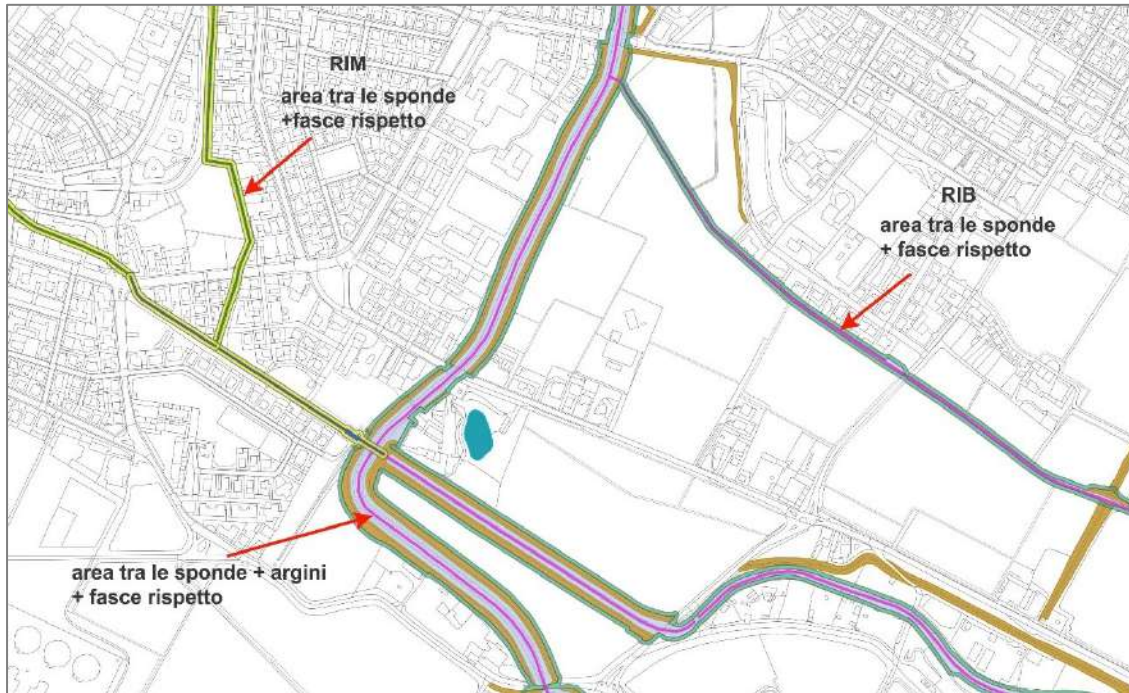 RIM
area tra le sponde
+fasce rispetto
RIB
area tra le sponde
+ fasce rispetto
area tra le sponde + argini
+ fasce rispetto